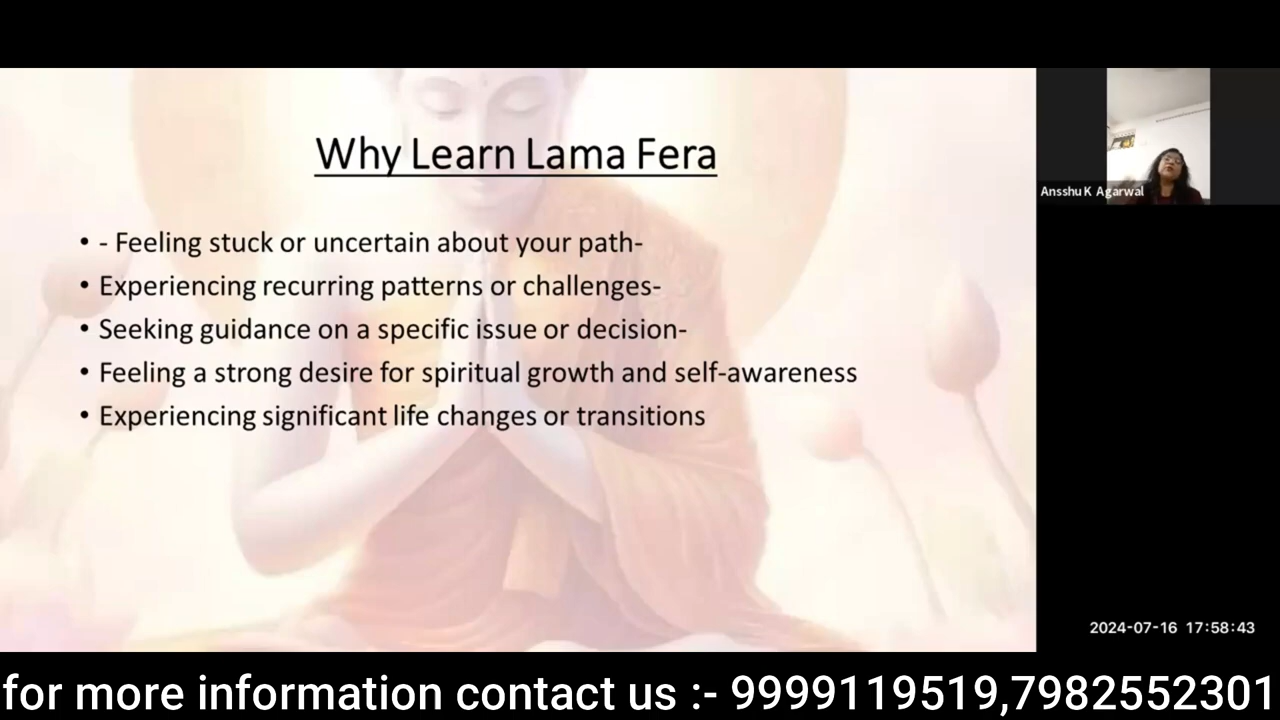 Why Learn Lama Fera
• - Feeling stuck or uncertain about your path-
• Experiencing recurring patterns or challenges-
• Seeking guidance on a specific issue or decision-
• Feeling a strong desire for spiritual growth and self-awareness
• Experiencing significant life changes or transitions
Ansshu K Agarwal
2024-07-16 17:58:43
for more information contact us :- 9999119519,7982552301